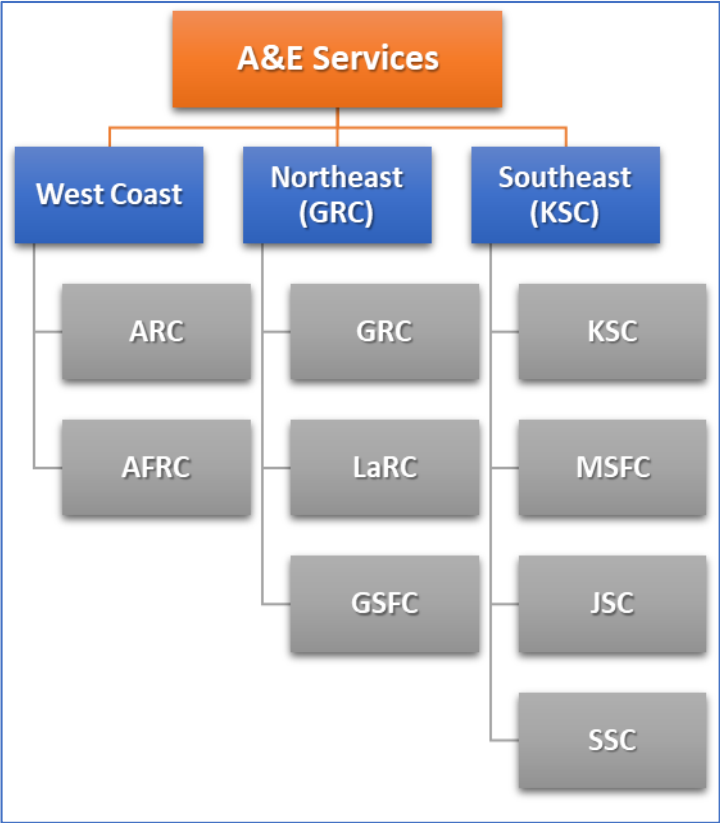 A&E Services
West Coast
ARC
AFRC
Northeast
(GRC)
GRC
LaRC
GSFC
Southeast
(KSC)
KSC
MSFC
JSC
SSC